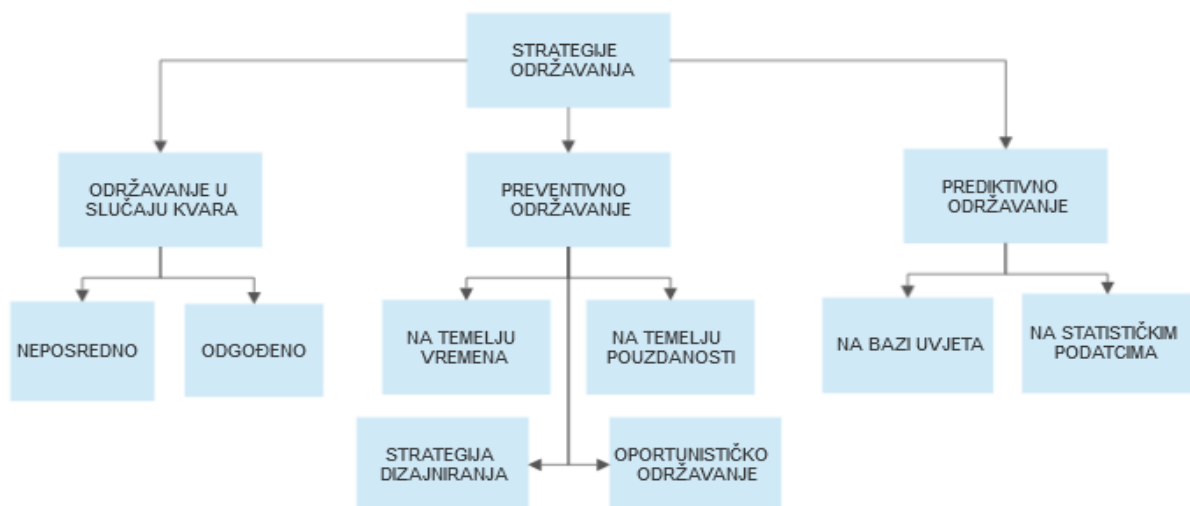 STRATEGIJE
ODRŽAVANJA
ODRŽAVANJE U
SLUČAJU KVARA
PREVENTIVNO
ODRŽAVANJE
PREDIKTIVNO
ODRŽAVANJE
NEPOSREDNO
ODGOĐENO
NA TEMELJU
VREMENA
NA TEMELJU
POUZDANOSTI
NA BAZI UVJETA
NA STATISTIČKIM
PODATCIMA
STRATEGIJA
DIZAJNIRANJA
OPORTUNISTIČKO
ODRŽAVANJE